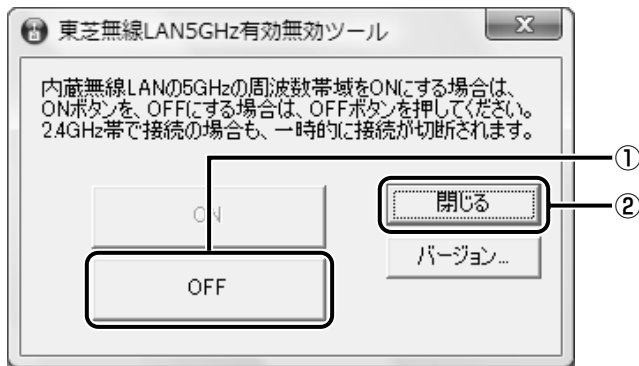 東芝無線LAN5GHz有効無効ツール
内蔵無線LANの5GHzの周波数帯域をONにする場合は、
ONボタンを、OFFにする場合は、OFFボタンを押してください。
2.4GHz帯で接続の場合も、一時的に接続が切断されます。
①
ON
閉じる
②
バージョン...
OFF